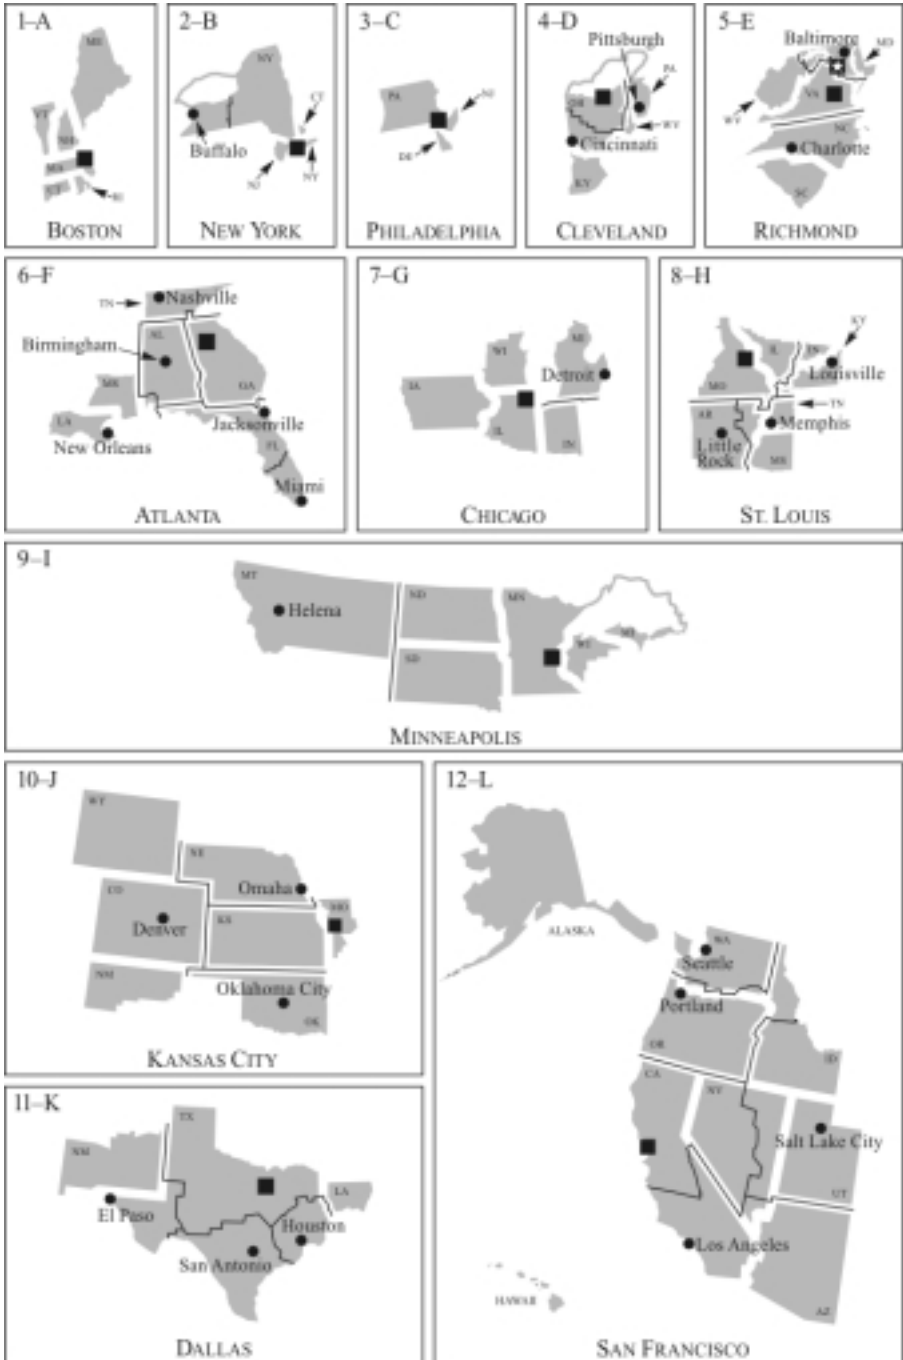 1–A
ME
VT
NH
MA
CT
RI
BOSTON
2–B
NY
CT
Buffalo
NJ
NY
NEW YORK
3–C
PA
NJ
DE
PHILADELPHIA
4–D
Pittsburgh
PA
OH
WV
Cincinnati
KY
CLEVELAND
5–E
Baltimore
MD
VA
WV
NC
Charlotte
SC
RICHMOND
6–F
TN
Nashville
AL
Birmingham
GA
LA
Jacksonville
New Orleans
FL
Miami
ATLANTA
7–G
MI
WI
Detroit
IA
IL
IN
CHICAGO
8–H
KY
IL
IN
Louisville
MO
TN
AR
Memphis
Little
Rock
MS
ST. LOUIS
9–I
MT
ND
MN
Helena
SD
WI
MI
MINNEAPOLIS
10–J
WY
NE
Omaha
CO
KS
MO
Denver
NM
Oklahoma City
OK
KANSAS CITY
11–K
TX
NM
LA
El Paso
Houston
San Antonio
DALLAS
12–L
ALASKA
WA
Seattle
Portland
OR
ID
CA
NV
Salt Lake City
UT
Los Angeles
HAWAII
AZ
SAN FRANCISCO